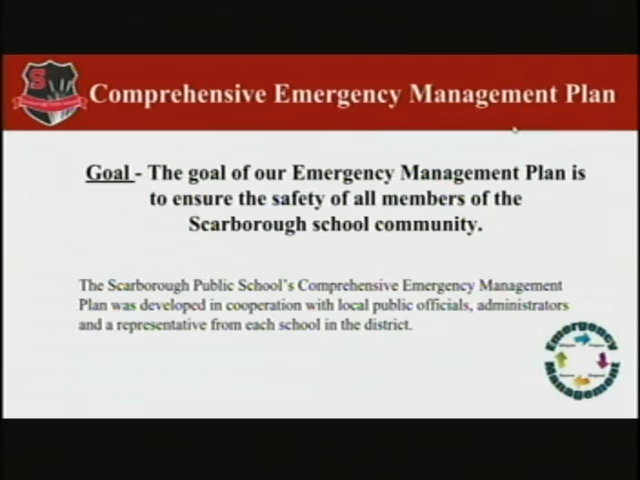 S
Comprehensive Emergency Management Plan
Goal - The goal of our Emergency Management Plan is
to ensure the safety of all members of the
Scarborough school community.
The Scarborough Public School's Comprehensive Emergency Management
Plan was developed in cooperation with local public officials, administrators
and a representative from each school in the district.
Emergency
Management